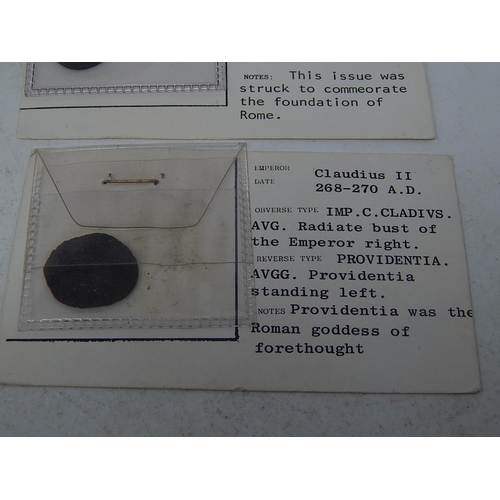 NOTES: This issue was
struck to commeorate
the foundation of
Rome.
EMPEROR Claudius II
DATE 268-270 A.D.
OBVERSE TYPE IMP.C.CLADIVS.
AVG. Radiate bust of
the Emperor right.
REVERSE TYPE PROVIDENTIA.
AVGG. Providentia
standing left.
NOTES Providentia was the
Roman goddess of
forethought